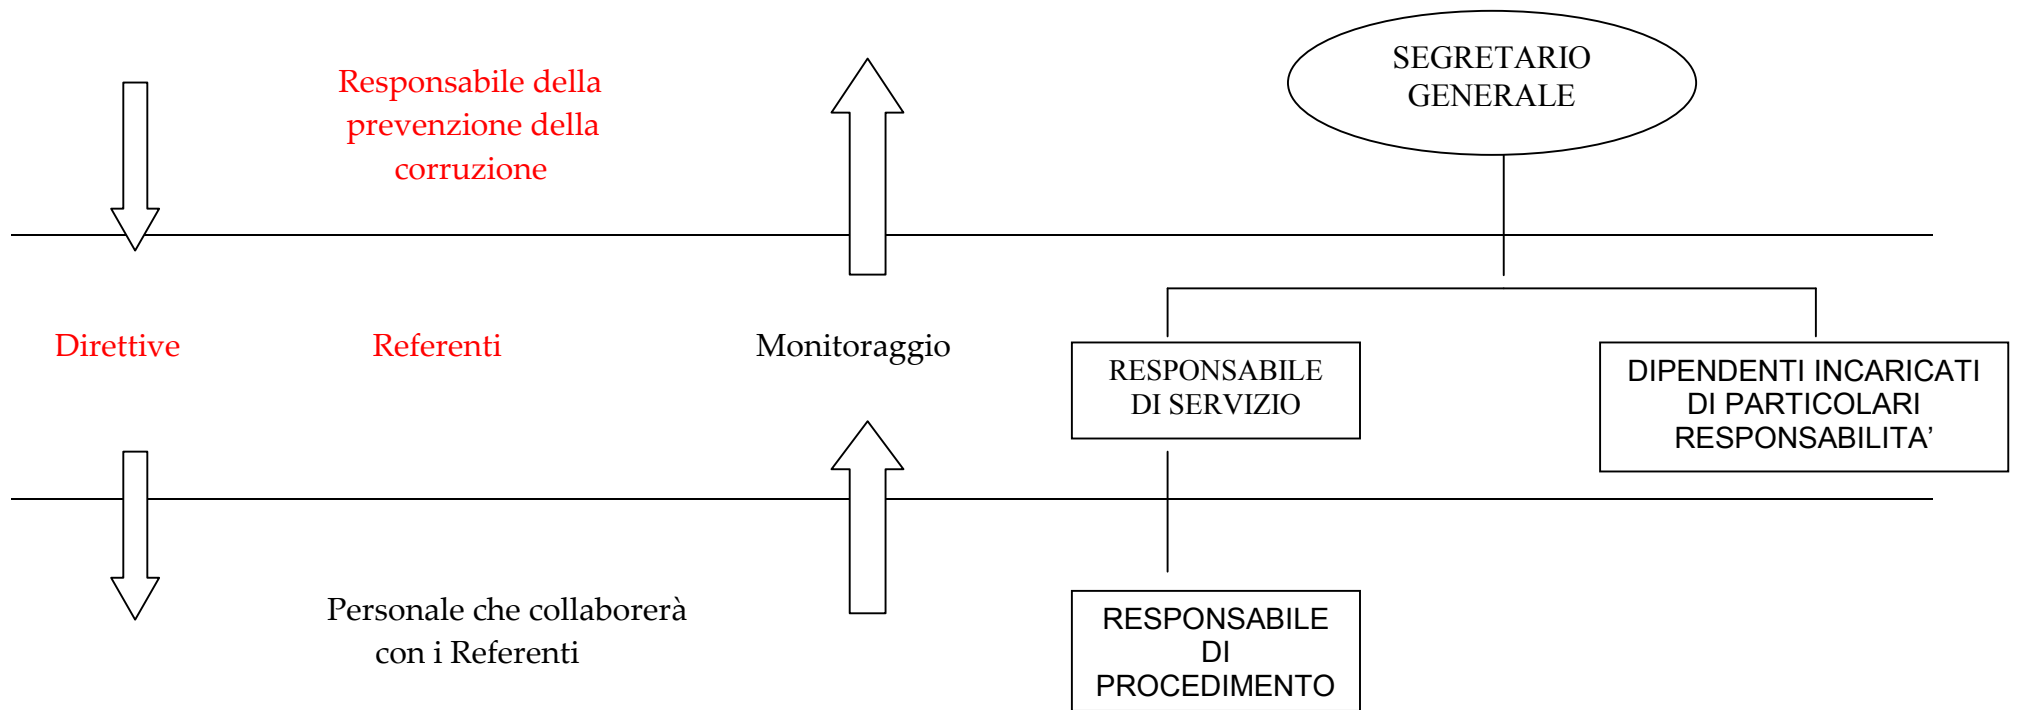 Responsabile della
prevenzione della
corruzione
SEGRETARIO
GENERALE
Direttive
Referenti
Monitoraggio
RESPONSABILE
DI SERVIZIO
DIPENDENTI INCARICATI
DI PARTICOLARI
RESPONSABILITA’
Personale che collaborerà
con i Referenti
RESPONSABILE
DI
PROCEDIMENTO